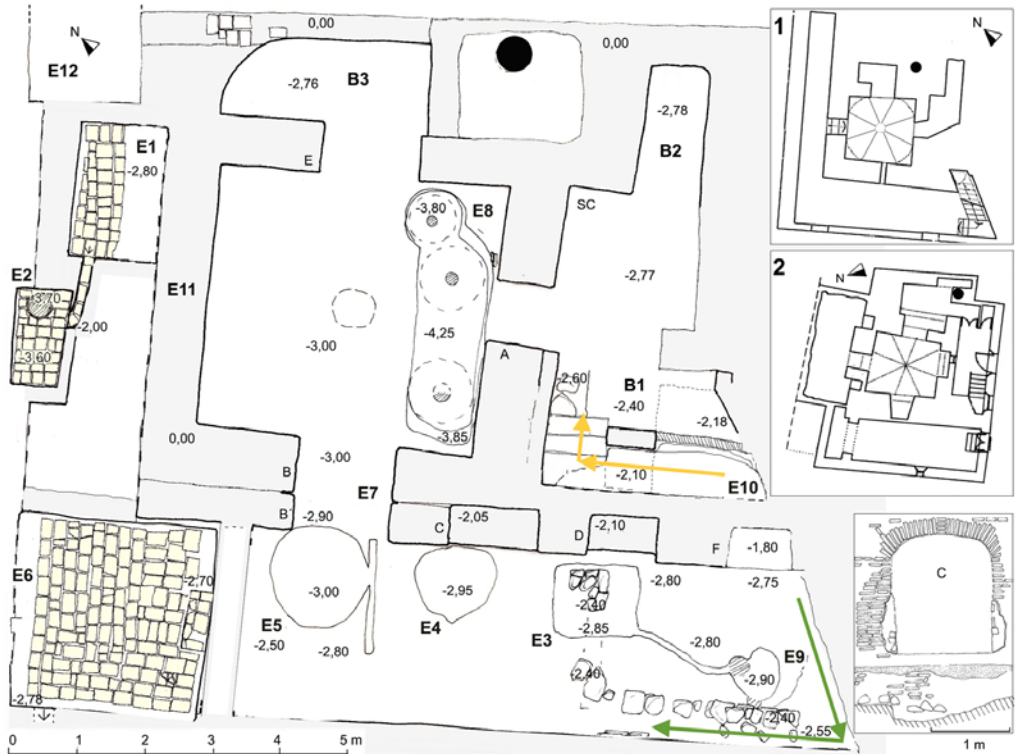 N
E12
0,00
B3
-2,76
0,00
N
1
E1
-2,80
E
-2,78
B2
SC
-3,80
E8
-2,77
N
2
E2
-3,70
-2,00
-3,60
E11
-3,00
-4,25
A
-2,60
B1
-2,40
-2,18
-3,85
0,00
-3,00
B
B'
E7
-2,90
-2,10
E10
C
-2,05
D
-2,10
F
-1,80
C
E6
-2,70
E5
-3,00
-2,50
-2,80
-2,95
E4
-2,40
-2,85
E3
-2,80
-2,75
-2,80
E9
-2,90
-2,40
-2,40
-2,55
-2,78
0
1
2
3
4
5 m
1 m